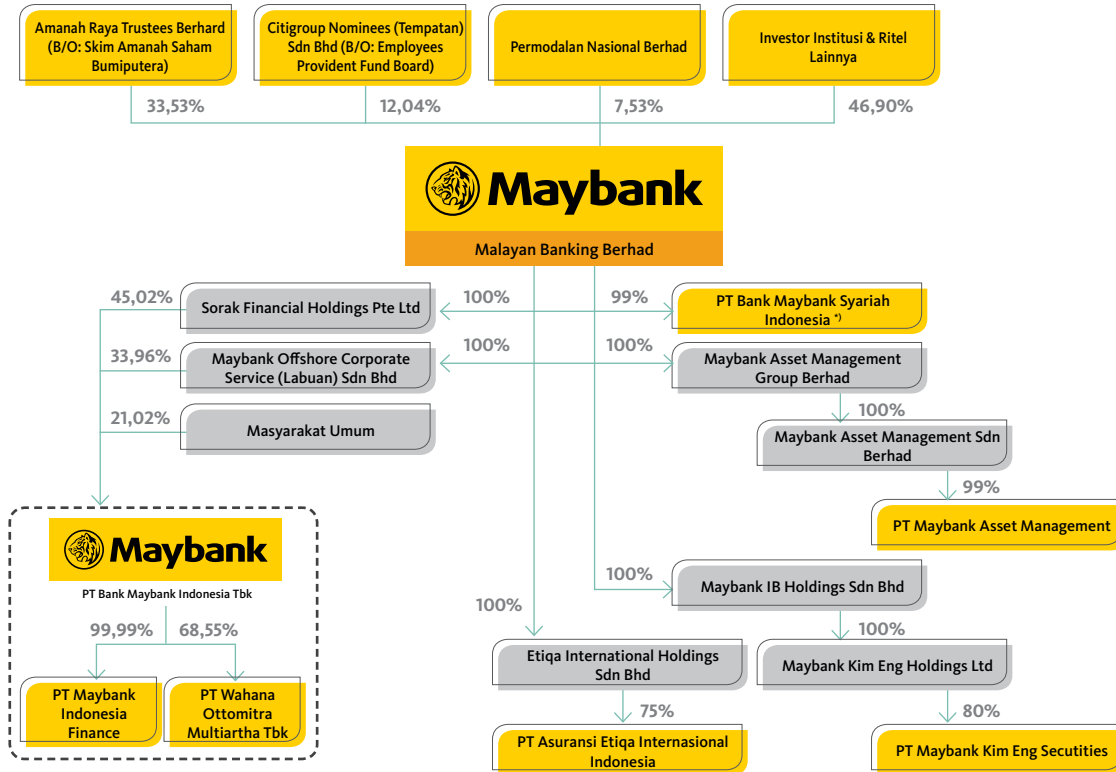 Amanah Raya Trustees Berhard
(B/O: Skim Amanah Saham
Bumiputera)
Citigroup Nominees (Tempatan)
Sdn Bhd (B/O: Employees
Provident Fund Board)
Permodalan Nasional Berhad
Investor Institusi & Ritel
Lainnya
33,53%
12,04%
7,53%
46,90%
Maybank
Malayan Banking Berhad
45,02%
Sorak Financial Holdings Pte Ltd
100%
99%
PT Bank Maybank Syariah
Indonesia *)
33,96%
Maybank Offshore Corporate
Service (Labuan) Sdn Bhd
100%
100%
Maybank Asset Management
Group Berhad
21,02%
Masyarakat Umum
100%
Maybank Asset Management Sdn
Berhad
99%
PT Maybank Asset Management
Maybank
PT Bank Maybank Indonesia Tbk
99,99%
68,55%
PT Maybank
Indonesia
Finance
PT Wahana
Ottomitra
Multiartha Tbk
100%
Maybank IB Holdings Sdn Bhd
100%
100%
Etiqa International Holdings
Sdn Bhd
Maybank Kim Eng Holdings Ltd
75%
80%
PT Asuransi Etiqa Internasional
Indonesia
PT Maybank Kim Eng Secutities